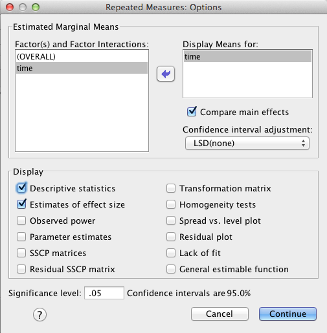 Repeated Measures: Options
Estimated Marginal Means
Factor(s) and Factor Interactions:
(OVERALL)
time
Display Means for:
time
Compare main effects
Confidence interval adjustment:
LSD(none)
Display
Descriptive statistics
Transformation matrix
Estimates of effect size
Homogeneity tests
Observed power
Spread vs. level plot
Parameter estimates
Residual plot
SSCP matrices
Lack of fit
Residual SSCP matrix
General estimable function
Significance level: .05 Confidence intervals are 95.0%
? Cancel Continue